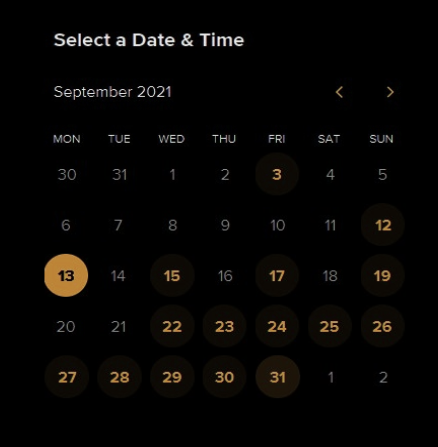 Select a Date & Time
September 2021
MON TUE WED THU FRI SAT SUN
30 31 1 2 3 4 5
6 7 8 9 10 11 12
13 14 15 16 17 18 19
20 21 22 23 24 25 26
27 28 29 30 31 1 2